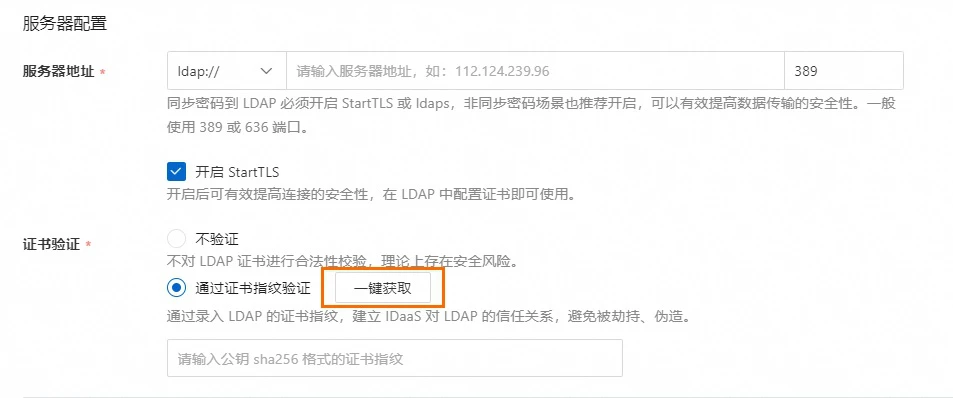 服务器配置
服务器地址 * ldap:// 请输入服务器地址，如：112.124.239.96 389
同步密码到 LDAP 必须开启 StartTLS 或 ldaps，非同步密码场景也推荐开启，可以有效提高数据传输的安全性。一般
使用 389 或 636 端口。
开启 StartTLS
开启后可有效提高连接的安全性，在 LDAP 中配置证书即可使用。
证书验证 * 不验证
不对 LDAP 证书进行合法性校验，理论上存在安全风险。
通过证书指纹验证 一键获取
通过录入 LDAP 的证书指纹，建立 IDaaS 对 LDAP 的信任关系，避免被劫持、伪造。
请输入公钥 sha256 格式的证书指纹